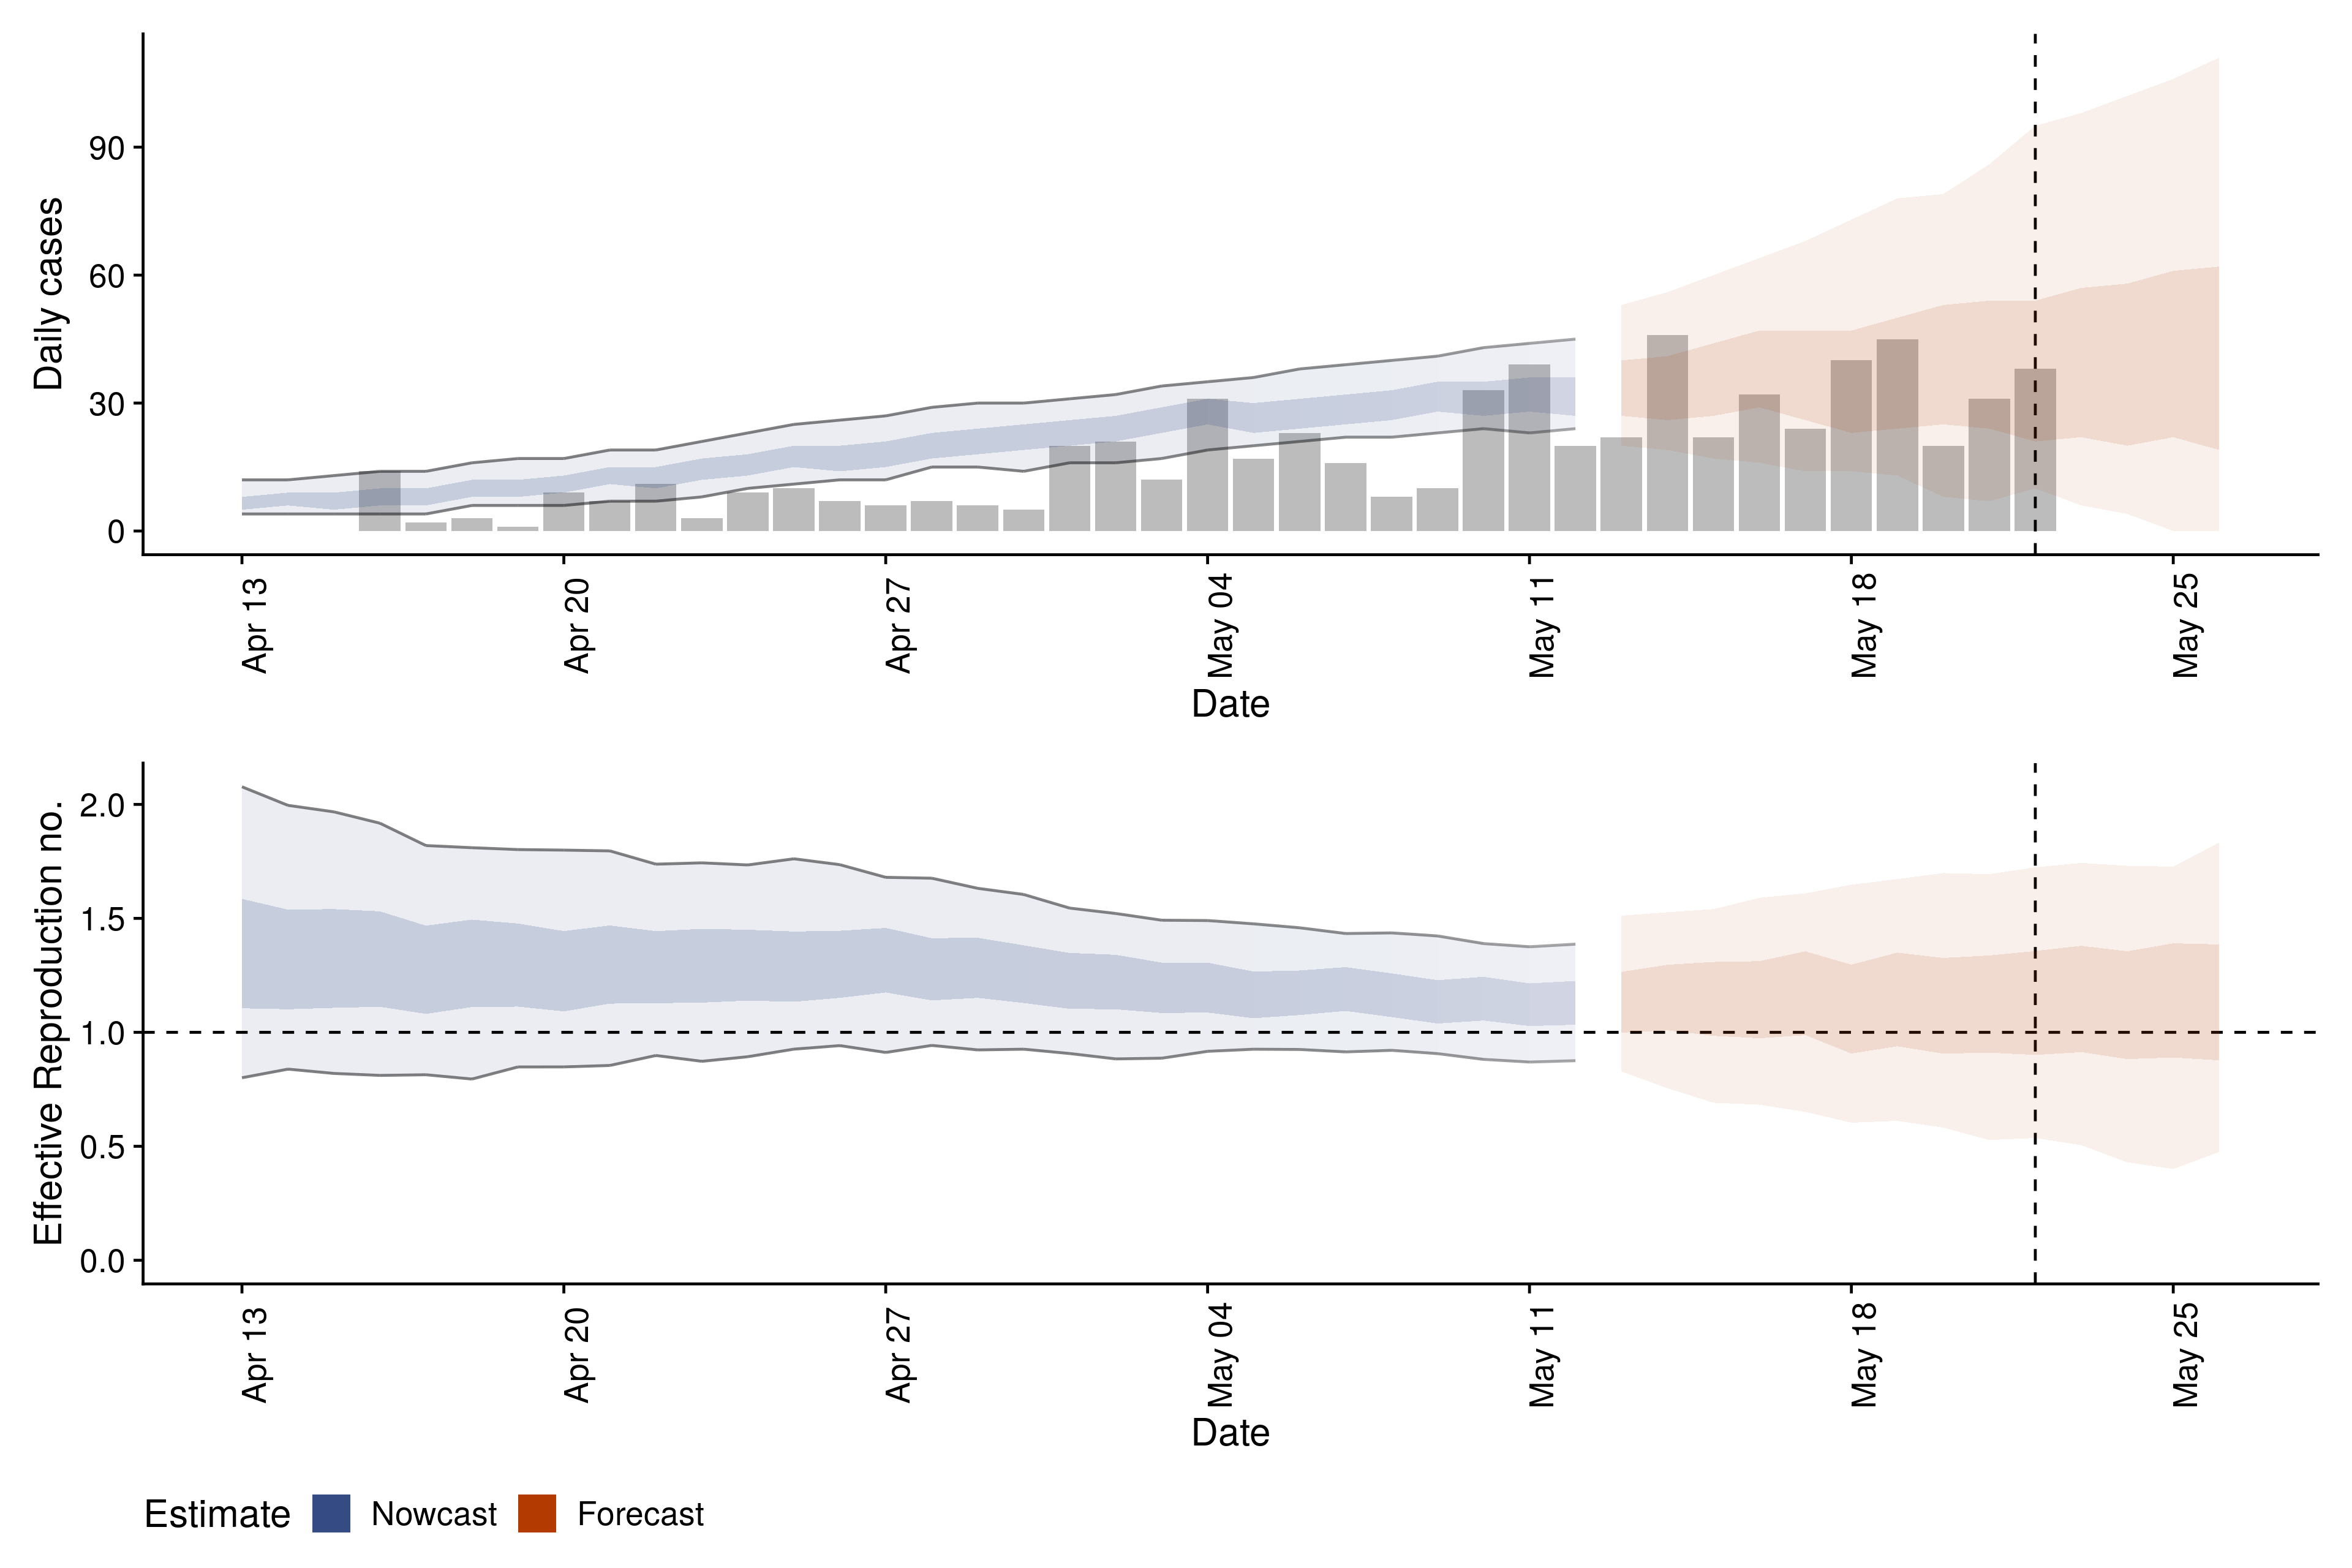 Daily cases
90
60
30
0
Apr 13
Apr 20
Apr 27
May 04
May 11
May 18
May 25
Date
Effective Reproduction no.
2.0
1.5
1.0
0.5
0.0
Apr 13
Apr 20
Apr 27
May 04
May 11
May 18
May 25
Date
Estimate Nowcast Forecast